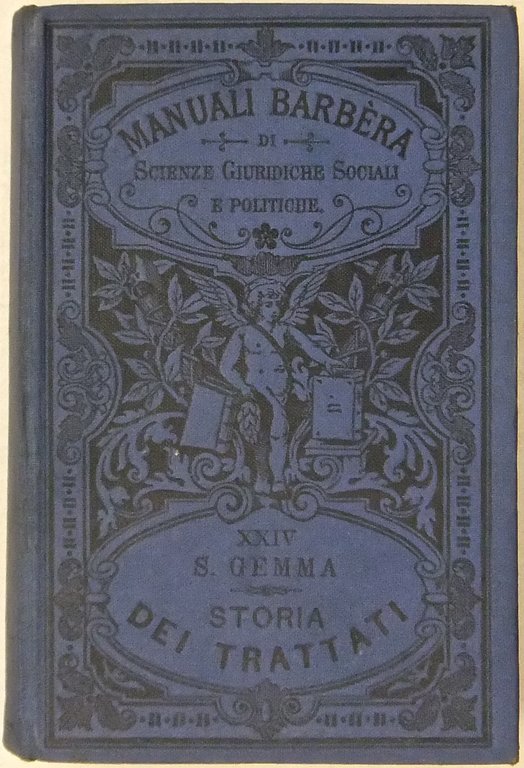 MANUALI BARBÈRA
DI
SCIENZE GIURIDICHE SOCIALI
E POLITICHE.
XXIV
S. GEMMA
STORIA
DEI TRATTATI